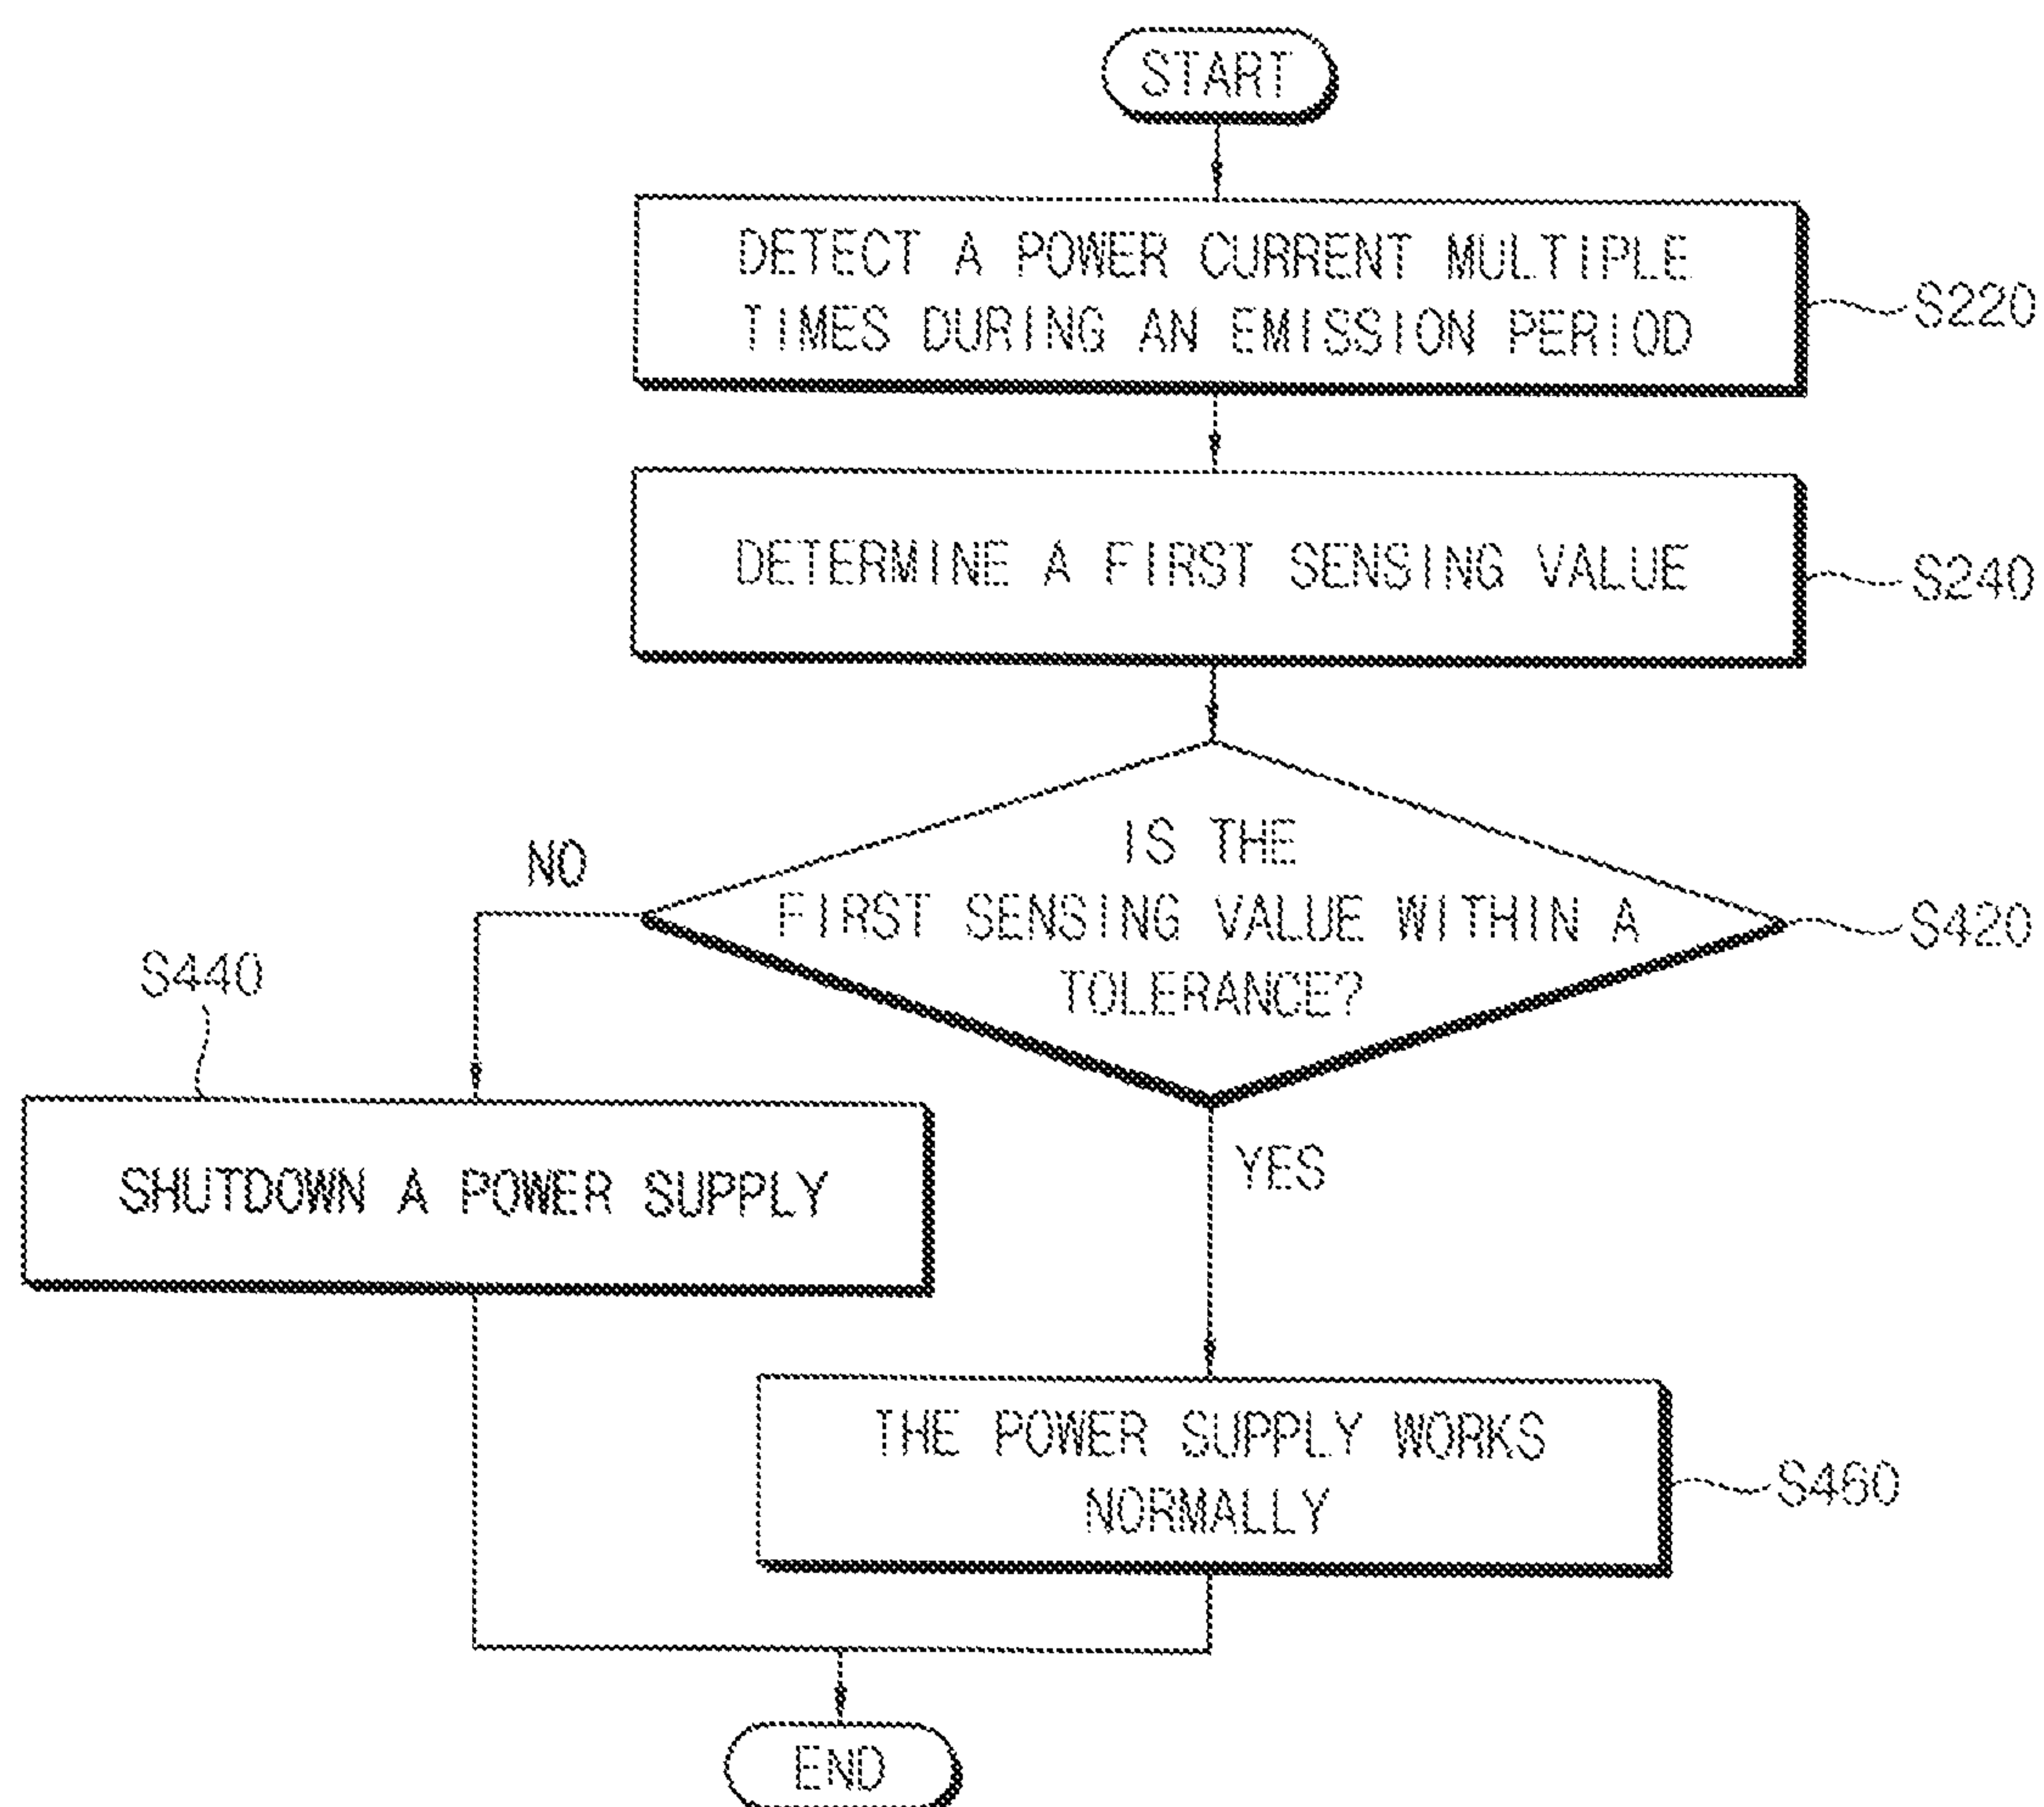 START
DETECT A POWER CURRENT MULTIPLE
TIMES DURING AN EMISSION PERIOD
S220
DETERMINE A FIRST SENSING VALUE
S240
IS THE
FIRST SENSING VALUE WITHIN A
TOLERANCE?
S420
NO
S440
SHUTDOWN A POWER SUPPLY
YES
THE POWER SUPPLY WORKS
NORMALLY
S460
END